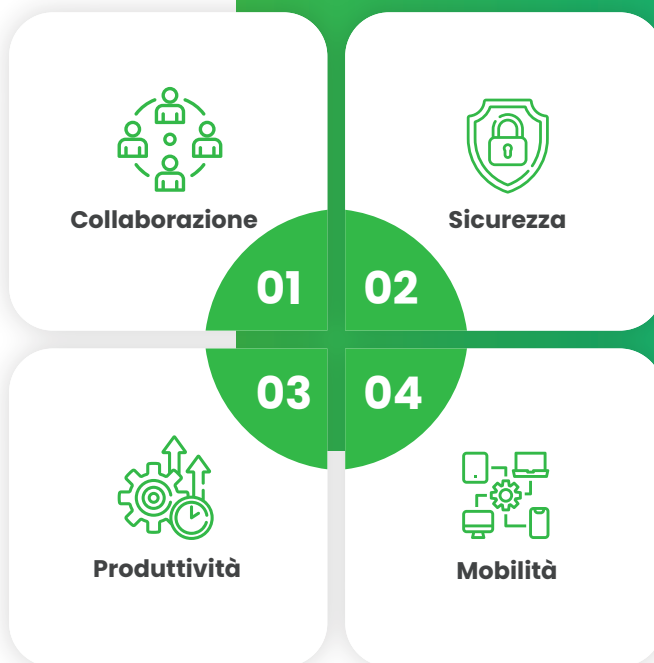 Collaborazione
01
Sicurezza
02
03
Produttività
04
Mobilità